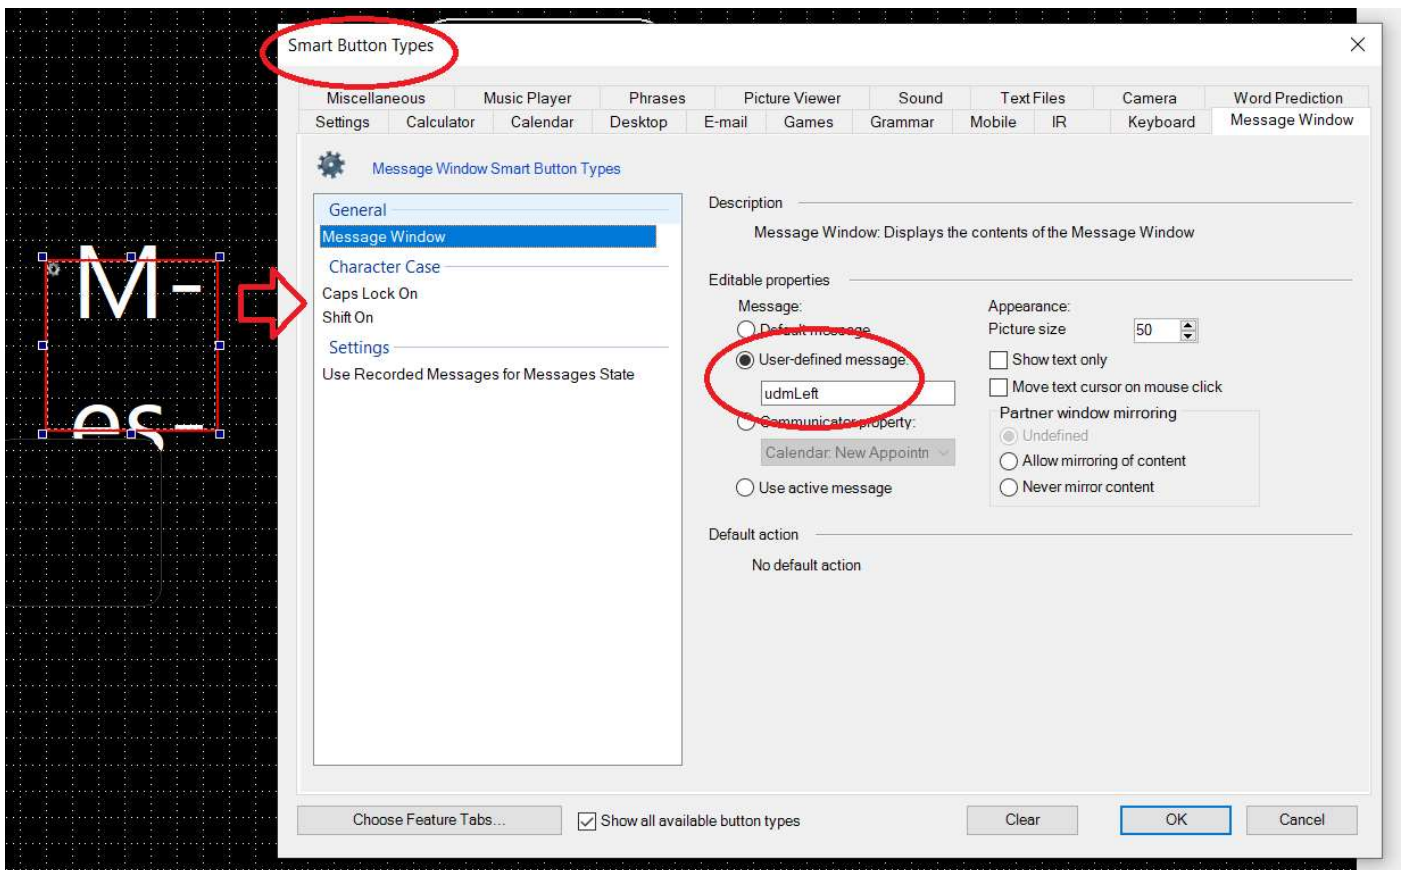 Smart Button Types
Miscellaneous Music Player Phrases Picture Viewer Sound Text Files Camera Word Prediction
Settings Calculator Calendar Desktop E-mail Games Grammar Mobile IR Keyboard Message Window
Message Window Smart Button Types
General
Message Window
Character Case
Caps Lock On
Shift On
Settings
Use Recorded Messages for Messages State
Description
Message Window: Displays the contents of the Message Window
Editable properties
Message:
Default message
User-defined message:
udmLeft
Communicator property:
Calendar: New Appointm
Use active message
Appearance:
Picture size 50
Show text only
Move text cursor on mouse click
Partner window mirroring
Undefined
Allow mirroring of content
Never mirror content
Default action
No default action
Choose Feature Tabs...
Show all available button types
Clear
OK
Cancel
M-
es-